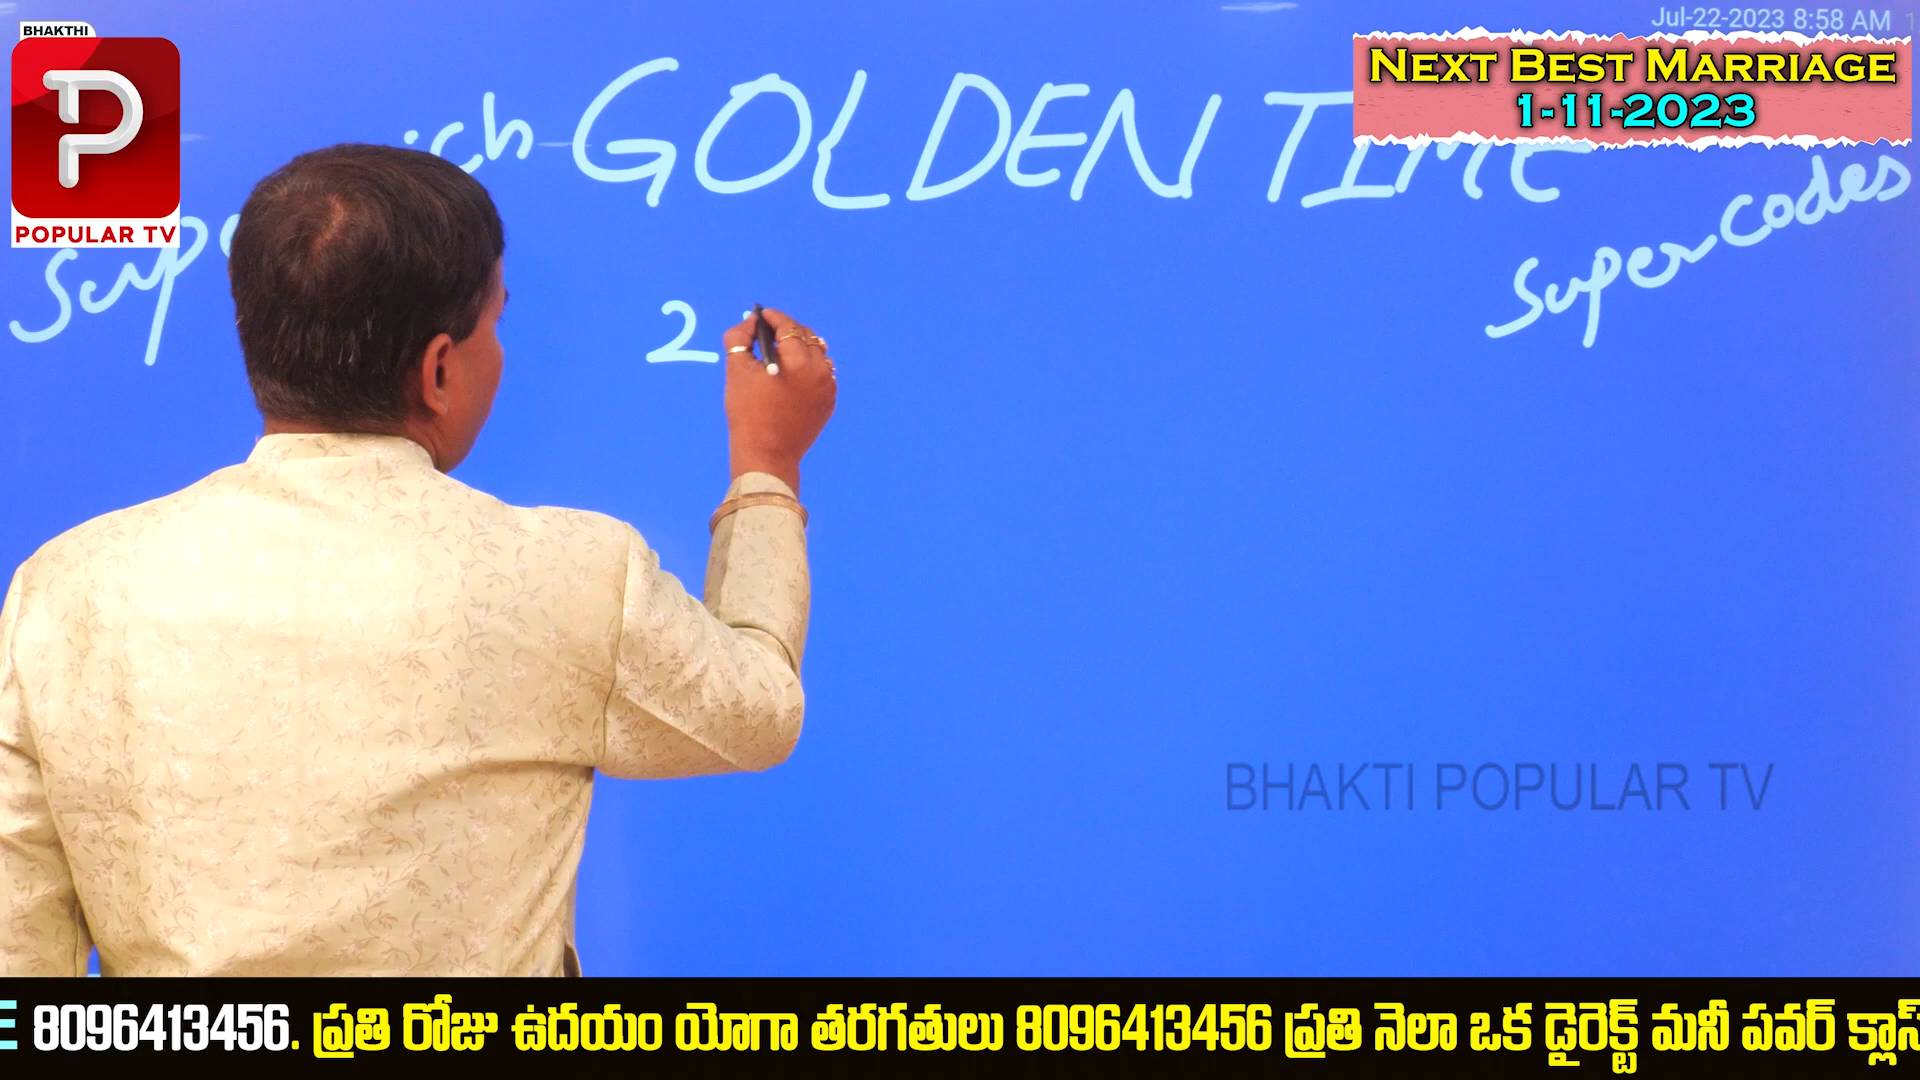 Jul-22-2023 8:58 AM
BHAKTHI
POPULAR TV
NEXT BEST MARRIAGE
1-11-2023
GOLDEN TIME
Super codes
2
BHAKTI POPULAR TV
E 8096413456. ప్రతి రోజు ఉదయం యోగా తరగతులు 8096413456 ప్రతి నెలా ఒక డైరెక్ట్ మనీ పవర్ క్లాస్